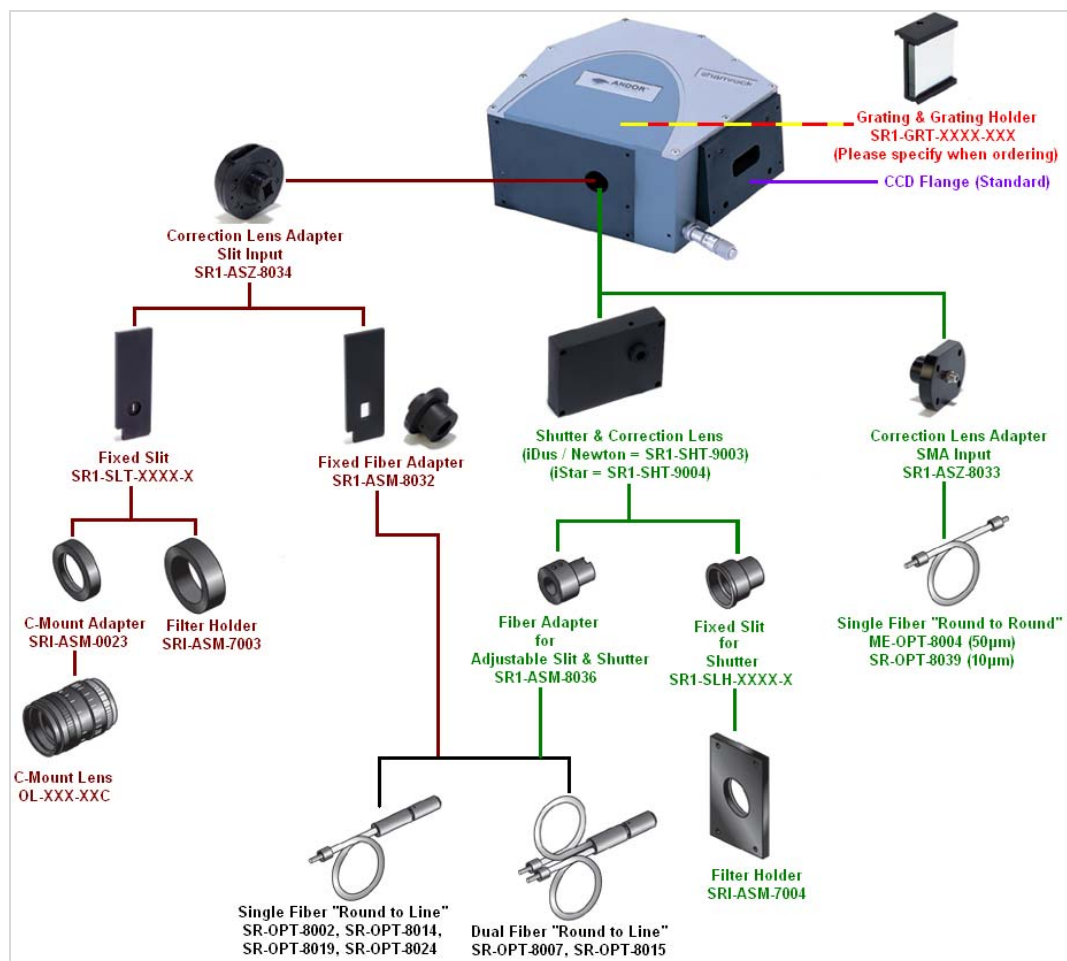 ANDOR
shamrock
Grating & Grating Holder
SR1-GRT-XXXX-XXX
(Please specify when ordering)
CCD Flange (Standard)
Correction Lens Adapter
Slit Input
SR1-ASZ-8034
Fixed Slit
SR1-SLT-XXXX-X
Fixed Fiber Adapter
SR1-ASM-8032
Shutter & Correction Lens
(iDus / Newton = SR1-SHT-9003)
(iStar = SR1-SHT-9004)
Correction Lens Adapter
SMA Input
SR1-ASZ-8033
C-Mount Adapter
SRI-ASM-0023
Filter Holder
SRI-ASM-7003
Fiber Adapter
for
Adjustable Slit & Shutter
SR1-ASM-8036
Fixed Slit
for
Shutter
SR1-SLH-XXXX-X
Single Fiber "Round to Round"
ME-OPT-8004 (50µm)
SR-OPT-8039 (10µm)
C-Mount Lens
OL-XXX-XXC
Single Fiber "Round to Line"
SR-OPT-8002, SR-OPT-8014,
SR-OPT-8019, SR-OPT-8024
Dual Fiber "Round to Line"
SR-OPT-8007, SR-OPT-8015
Filter Holder
SRI-ASM-7004